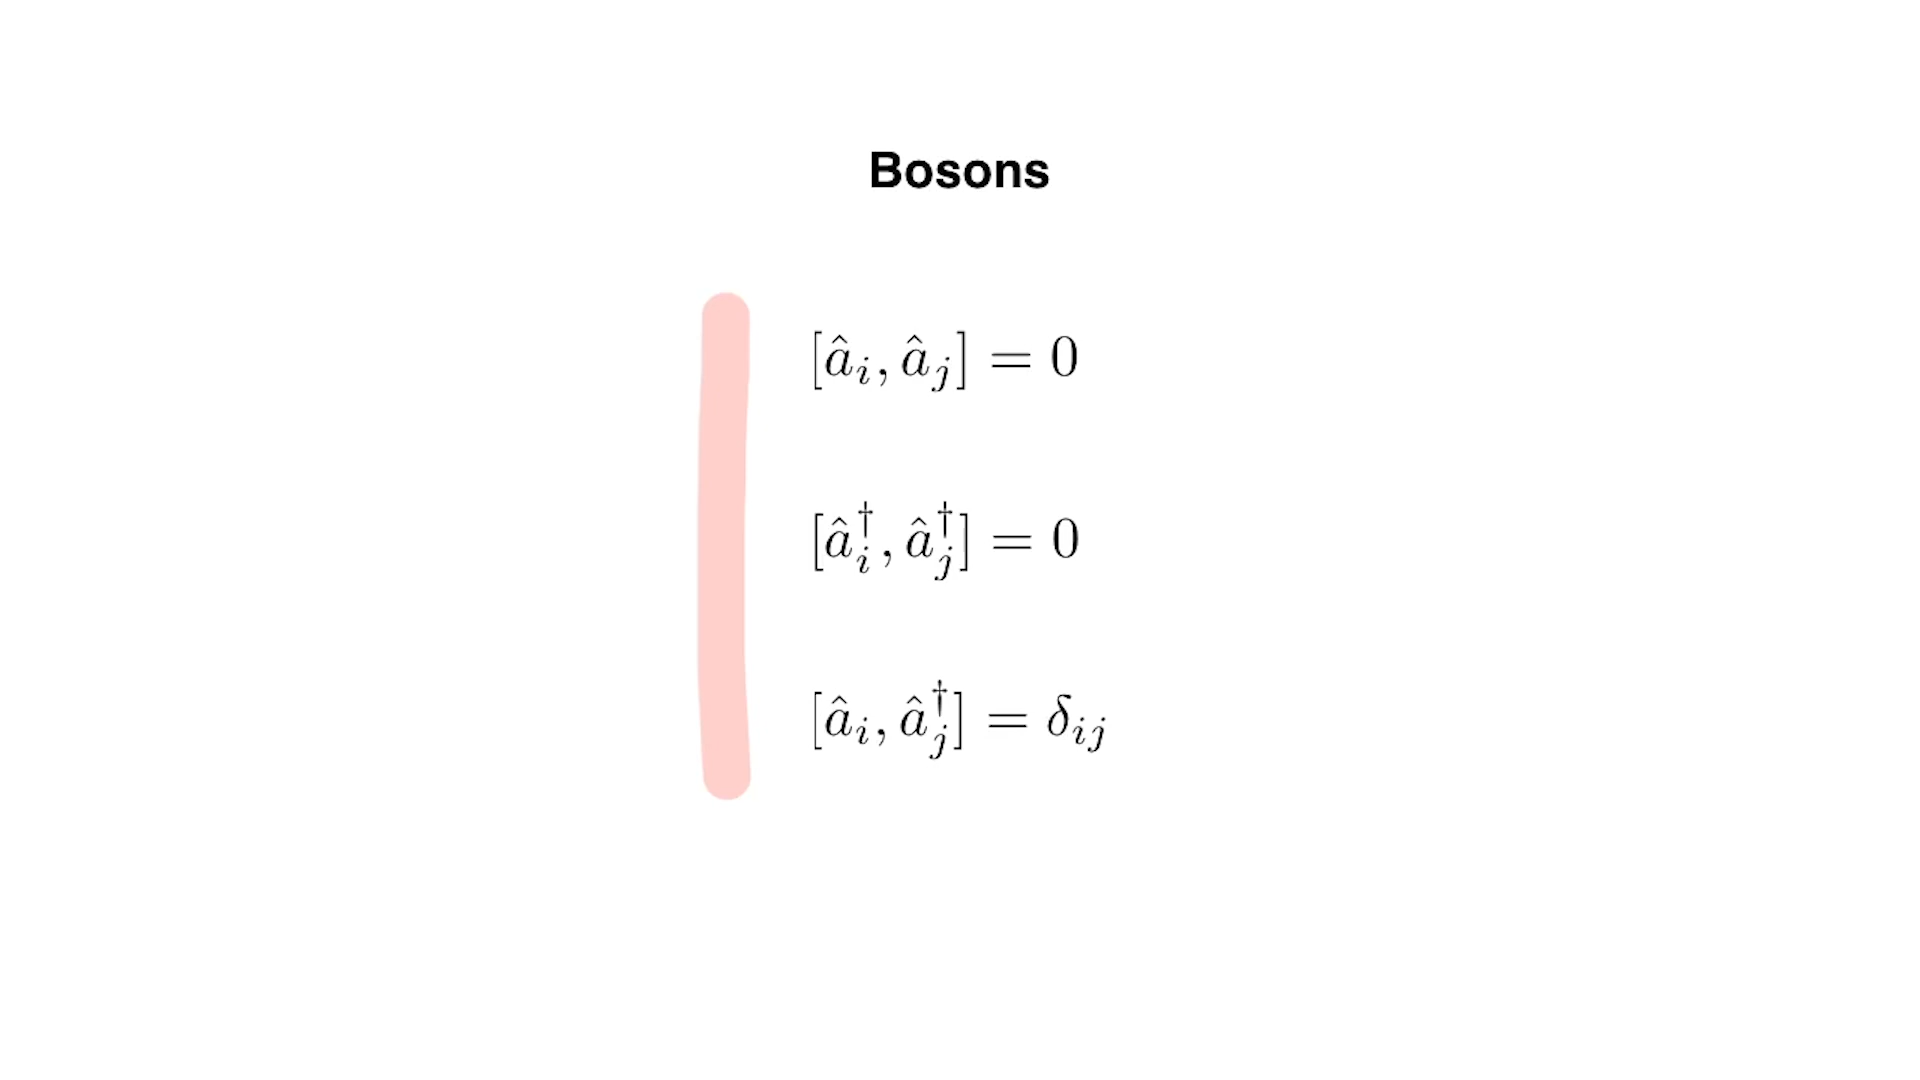 Bosons
[â_i, â_j] = 0
[â_i^†, â_j^†] = 0
[â_i, â_j^†] = δ_ij